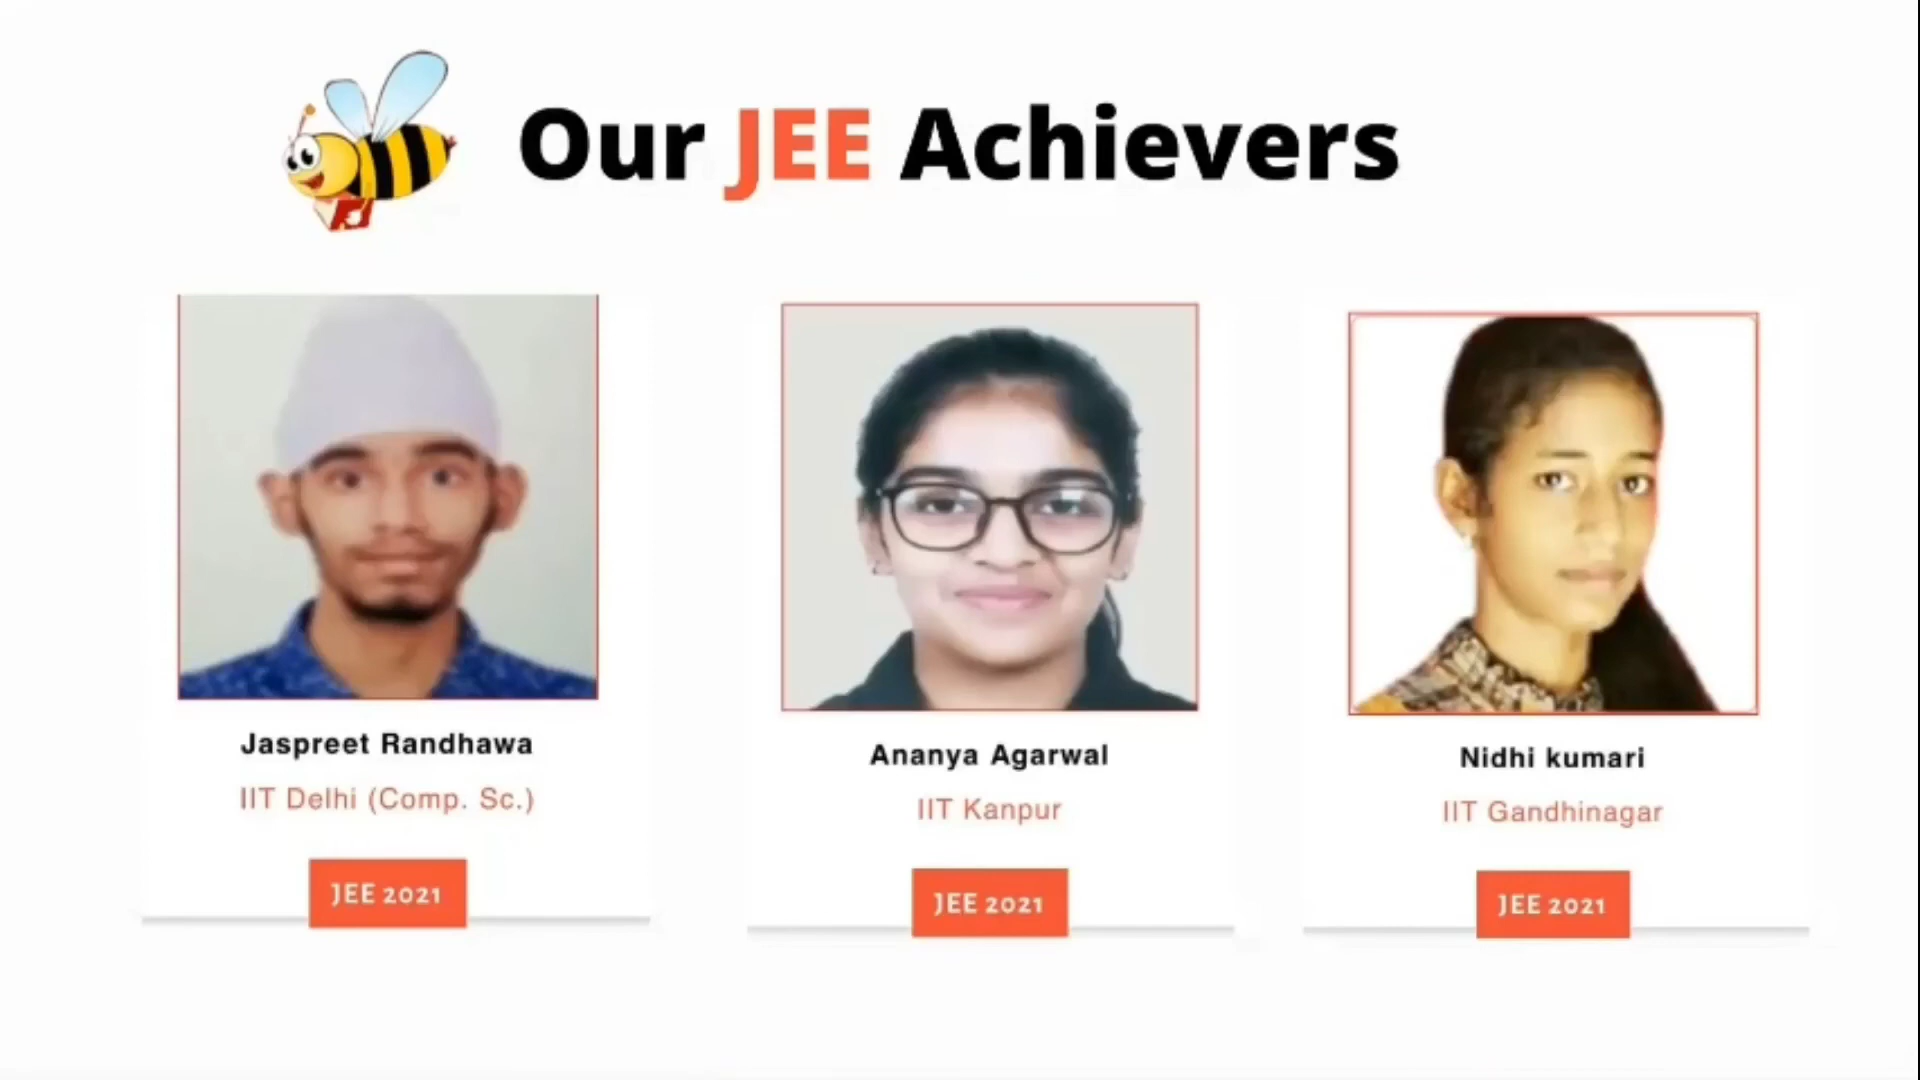 Our JEE Achievers
Jaspreet Randhawa
IIT Delhi (Comp. Sc.)
JEE 2021
Ananya Agarwal
IIT Kanpur
JEE 2021
Nidhi kumari
IIT Gandhinagar
JEE 2021